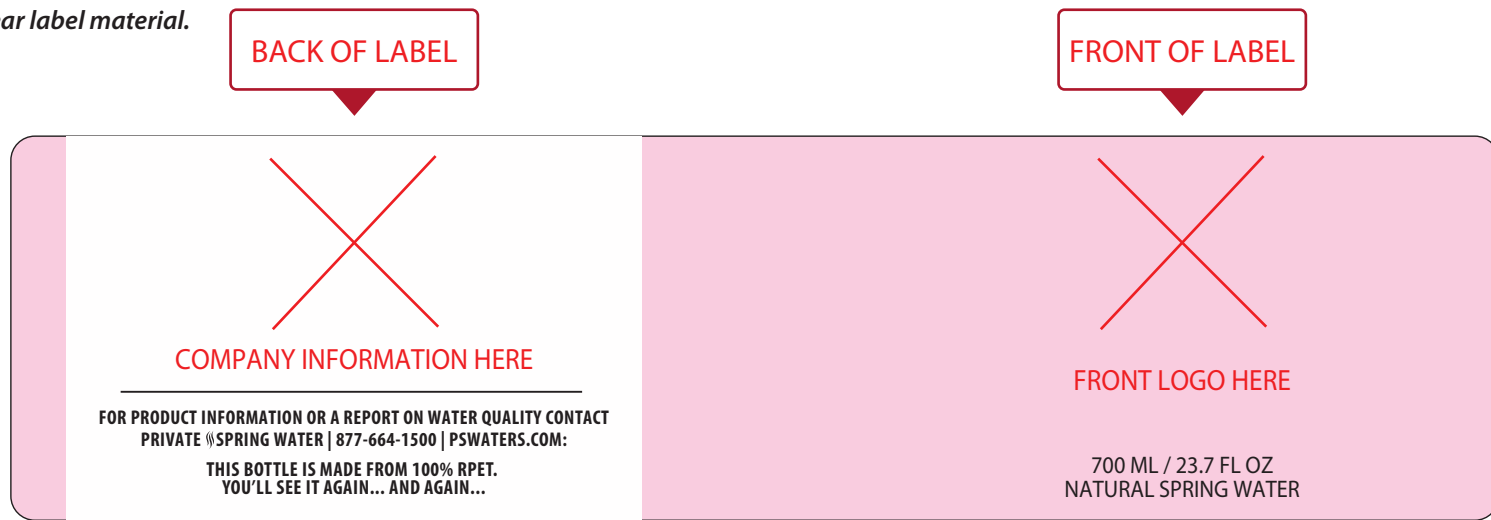 ar label material.
BACK OF LABEL
FRONT OF LABEL
COMPANY INFORMATION HERE
FOR PRODUCT INFORMATION OR A REPORT ON WATER QUALITY CONTACT
PRIVATE SPRING WATER | 877-664-1500 | PSWATERS.COM:
THIS BOTTLE IS MADE FROM 100% RPET.
YOU'LL SEE IT AGAIN... AND AGAIN...
FRONT LOGO HERE
700 ML / 23.7 FL OZ
NATURAL SPRING WATER